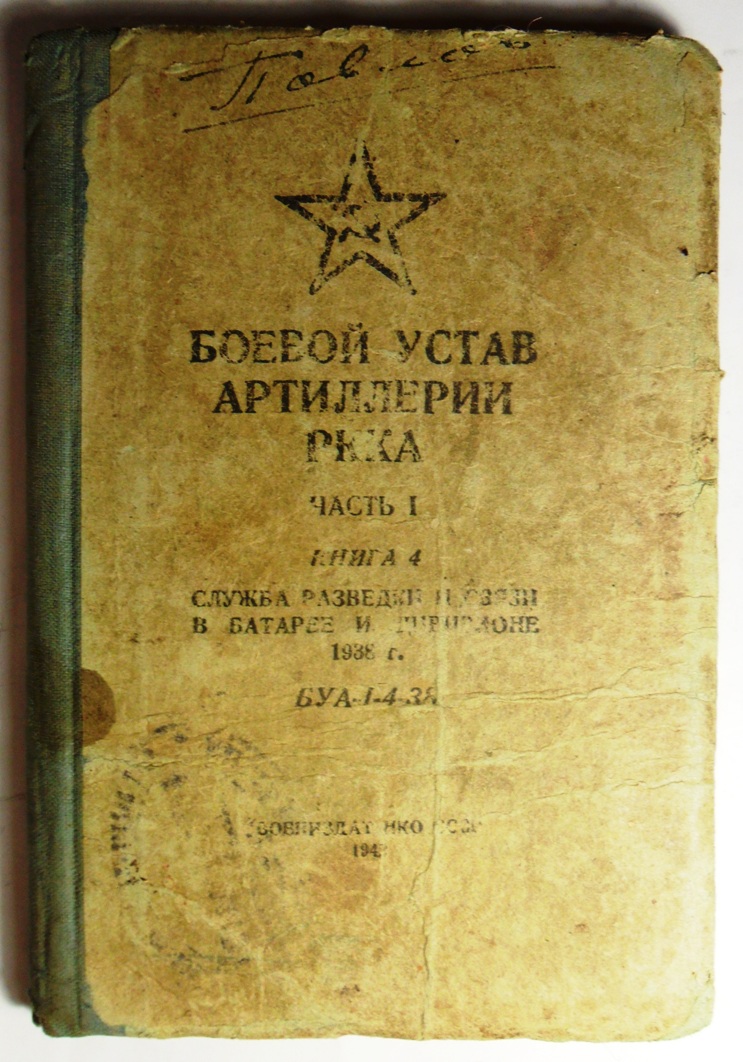 Павлов
БОЕВОЙ УСТАВ
АРТИЛЛЕРИИ
РККА
ЧАСТЬ I
КНИГА 4
СЛУЖБА РАЗВЕДКИ И СВЯЗИ
В БАТАРЕЕ И ДИВИЗИОНЕ
1938 г.
БУА-I-4-38
ВОЕНИЗДАТ НКО СССР